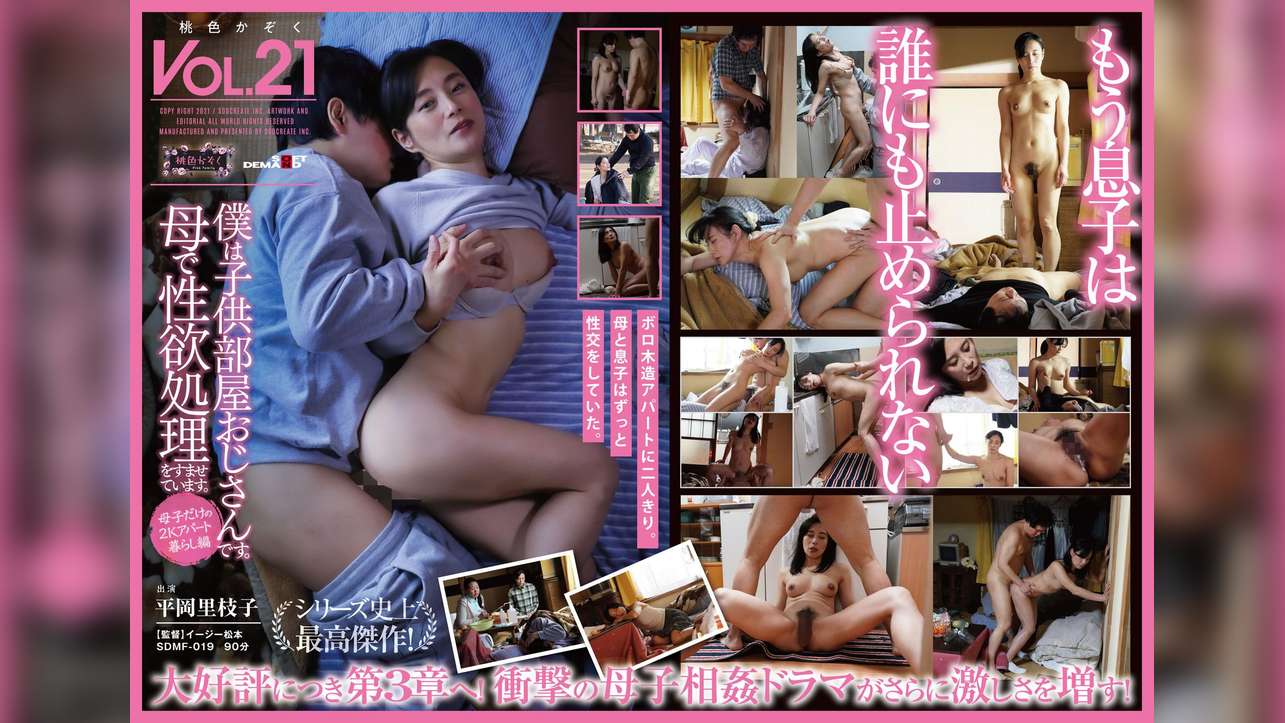 桃色かぞく
VOL.21
COPY RIGHT 2021 / SODCREATE INC. ARTWORK AND
EDITORIAL ALL WORLD RIGHTS RESERVED
MANUFACTURED AND PRESENTED BY SODCREATE INC.
桃色かぞく
SOFT
DEMAND
僕は子供部屋おじさんです。
母で性欲処理をすませています。
母子だけの
2Kアパート
暮らし編
出演
平岡里枝子
【監督】イージー松本
SDMF-019 90分
シリーズ史上
最高傑作!
ボロ木造アパートに二人きり。
母と息子はずっと
性交をしていた。
もう息子は
誰にも止められない
大好評につき第3章へ! 衝撃の母子相姦ドラマがさらに激しさを増す!